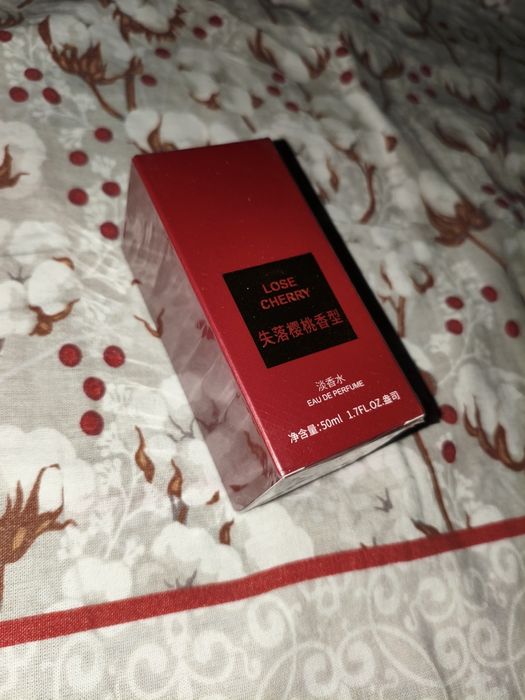 LOSE
CHERRY
失落樱桃香型
淡香水
EAU DE PERFUME
净含量:50ml 1.7FL.OZ.盎司